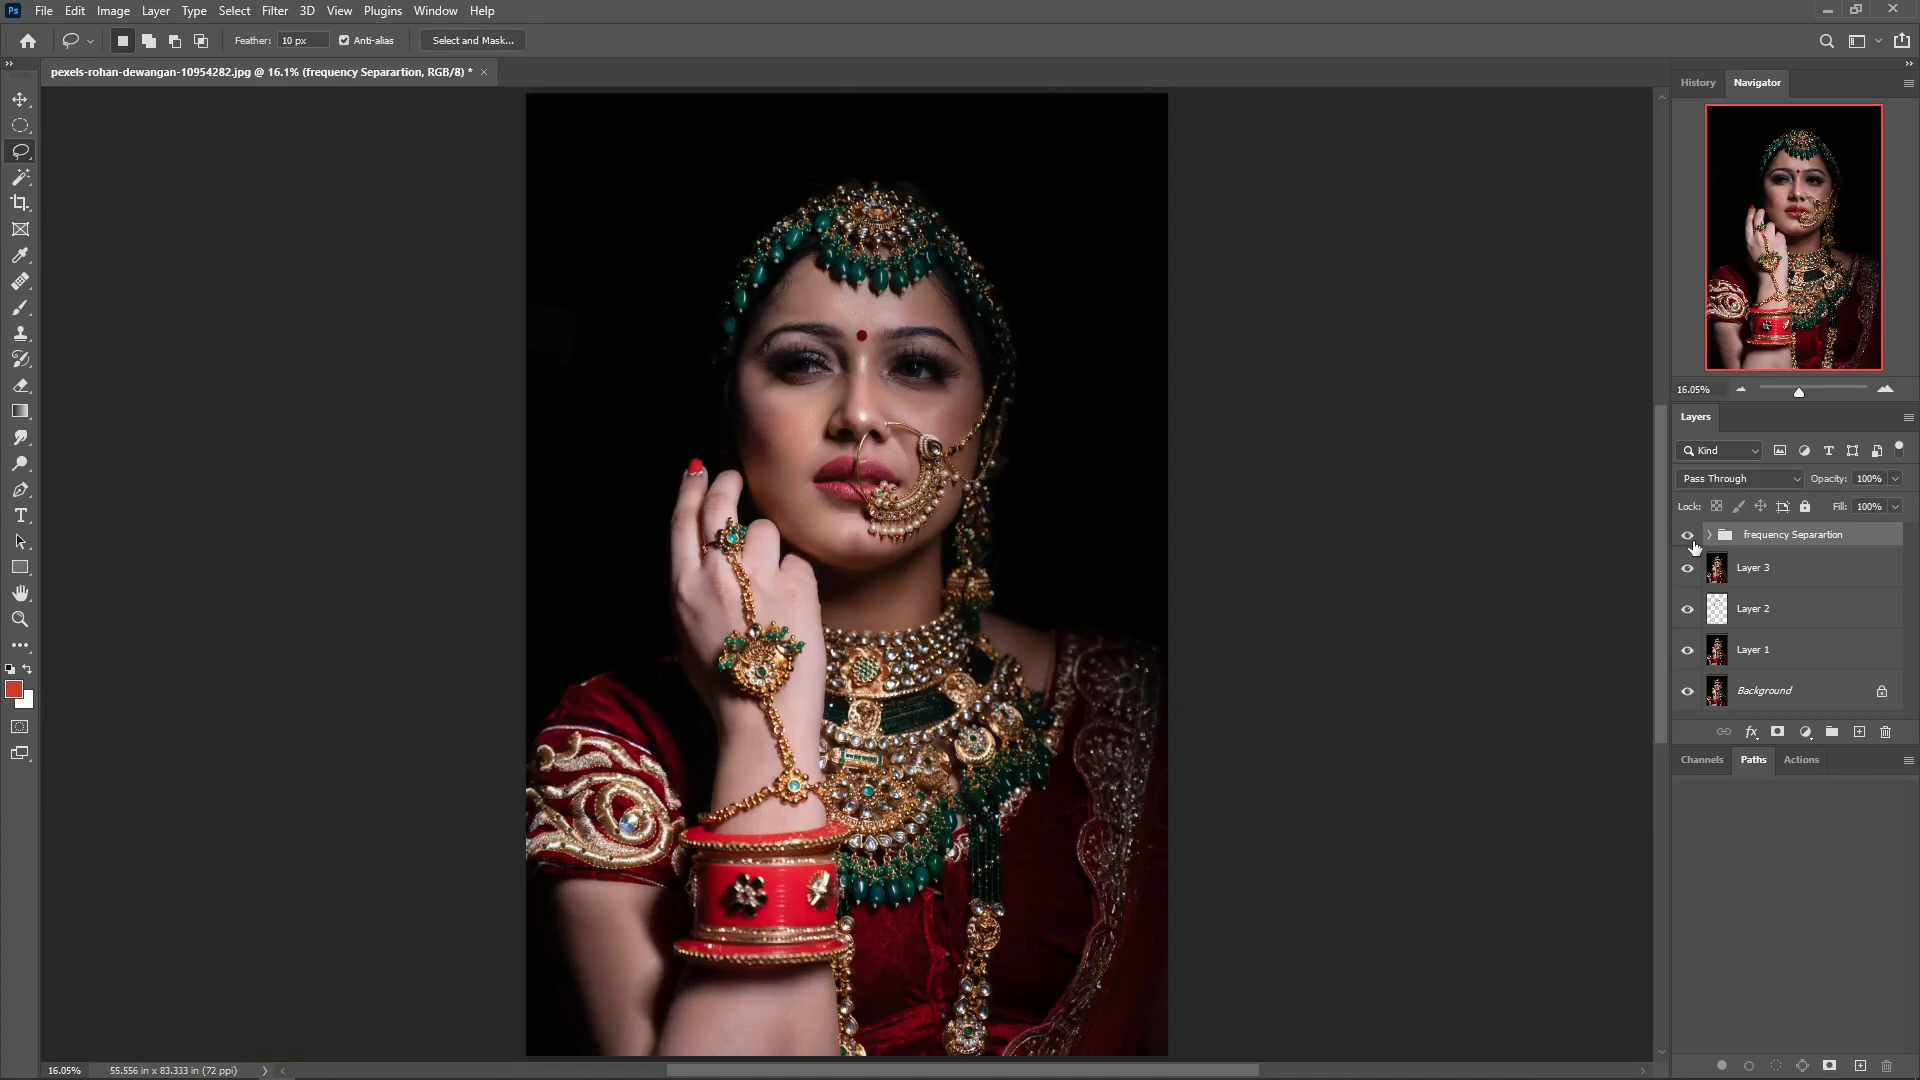 Ps File Edit Image Layer Type Select Filter 3D View Plugins Window Help
Feather: 10 px Anti-alias Select and Mask...
pexels-rohan-dewangan-10954282.jpg @ 16.1% (frequency Separartion, RGB/8) * ×
History Navigator
16.05%
Layers
Kind
Pass Through Opacity: 100%
Lock: Fill: 100%
frequency Separartion
Layer 3
Layer 2
Layer 1
Background
fx
Channels Paths Actions
16.05% 55.556 in x 83.333 in (72 ppi)